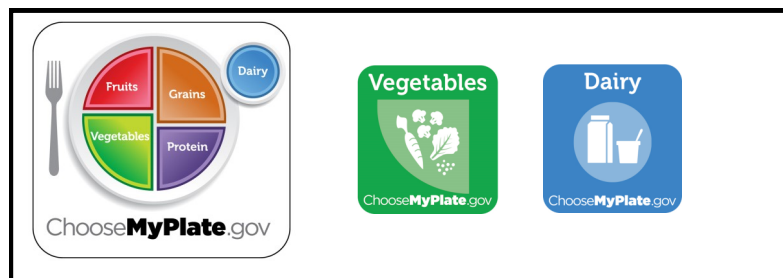 Fruits
Grains
Dairy
Vegetables
Protein
ChooseMyPlate.gov
Vegetables
ChooseMyPlate.gov
Dairy
ChooseMyPlate.gov